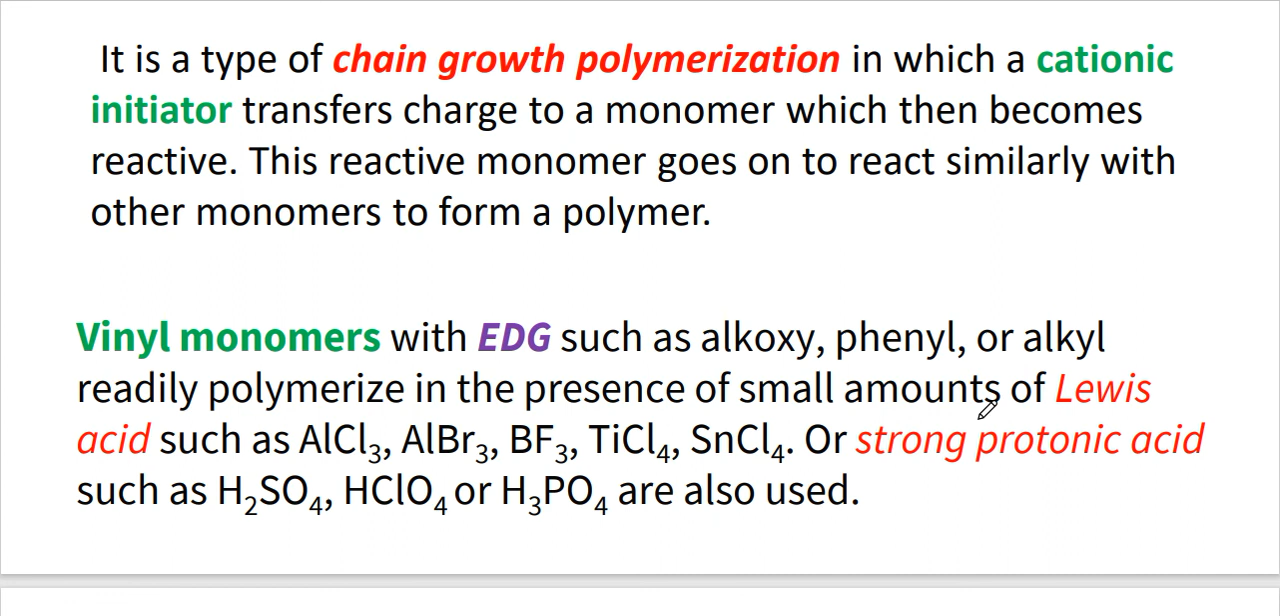 It is a type of chain growth polymerization in which a cationic
initiator transfers charge to a monomer which then becomes
reactive. This reactive monomer goes on to react similarly with
other monomers to form a polymer.
Vinyl monomers with EDG such as alkoxy, phenyl, or alkyl
readily polymerize in the presence of small amounts of Lewis
acid such as AlCl₃, AlBr₃, BF₃, TiCl₄, SnCl₄. Or strong protonic acid
such as H₂SO₄, HClO₄ or H₃PO₄ are also used.